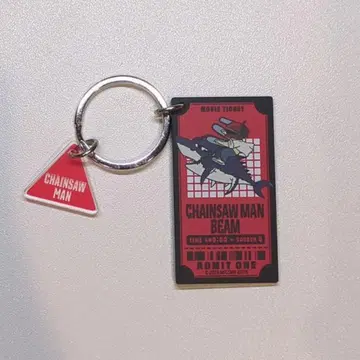 MOVIE TICKET
CHAINSAW MAN
BEAM
ADMIT ONE
CHAINSAW
MAN